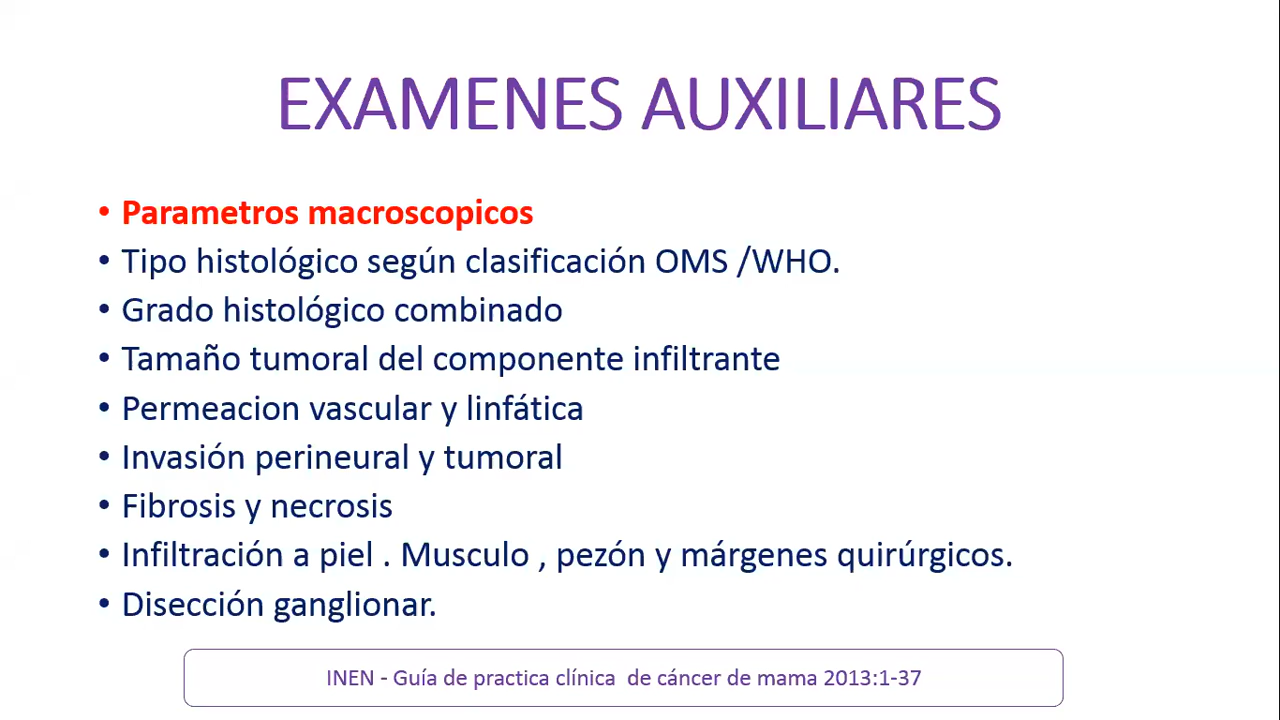 EXAMENES AUXILIARES
• Parametros macroscopicos
• Tipo histológico según clasificación OMS /WHO.
• Grado histológico combinado
• Tamaño tumoral del componente infiltrante
• Permeacion vascular y linfática
• Invasión perineural y tumoral
• Fibrosis y necrosis
• Infiltración a piel . Musculo , pezón y márgenes quirúrgicos.
• Disección ganglionar.
INEN - Guía de practica clínica  de cáncer de mama 2013:1-37